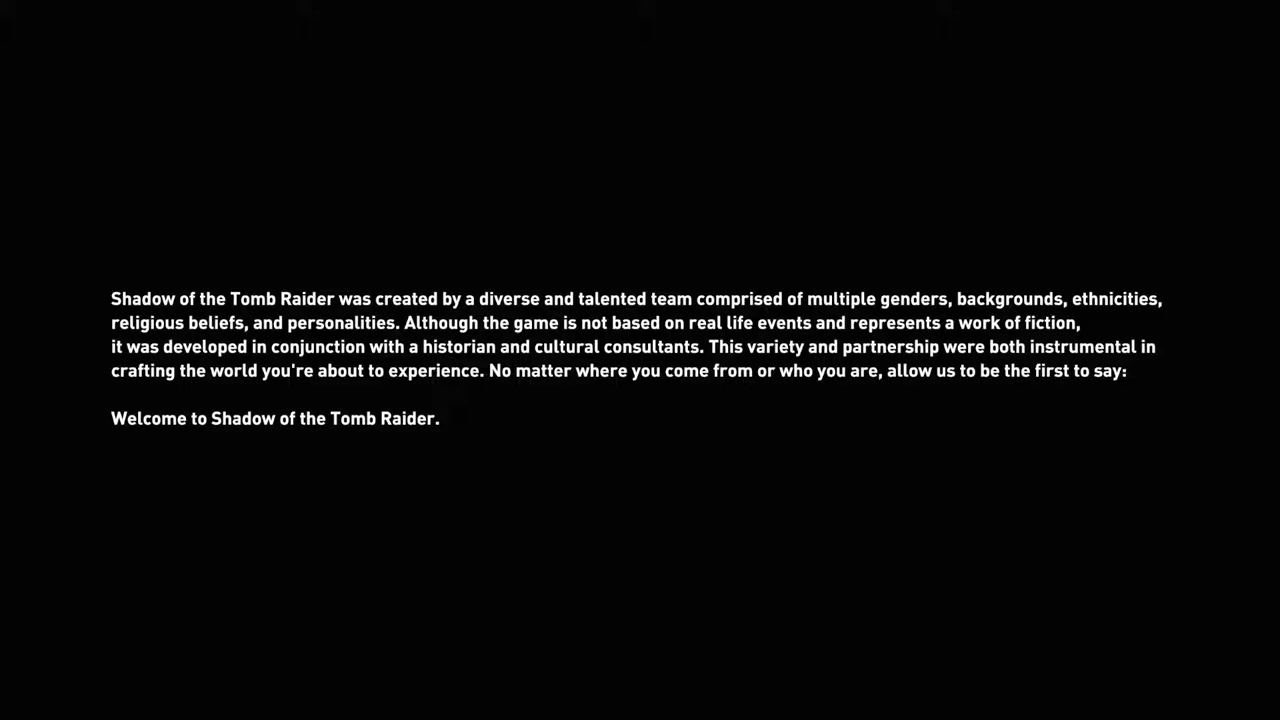 Shadow of the Tomb Raider was created by a diverse and talented team comprised of multiple genders, backgrounds, ethnicities,
religious beliefs, and personalities. Although the game is not based on real life events and represents a work of fiction,
it was developed in conjunction with a historian and cultural consultants. This variety and partnership were both instrumental in
crafting the world you're about to experience. No matter where you come from or who you are, allow us to be the first to say:
Welcome to Shadow of the Tomb Raider.